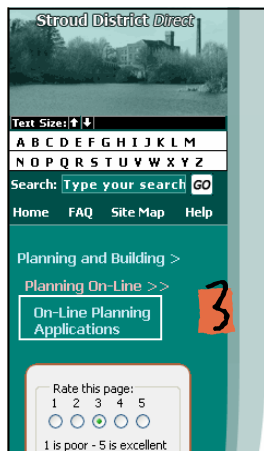 Stroud District Direct
Text Size:
A B C D E F G H I J K L M
N O P Q R S T U V W X Y Z
Search: Type your search GO
Home FAQ Site Map Help
Planning and Building >
Planning On-Line >>
On-Line Planning
Applications
3
Rate this page:
1 2 3 4 5
1 is poor - 5 is excellent